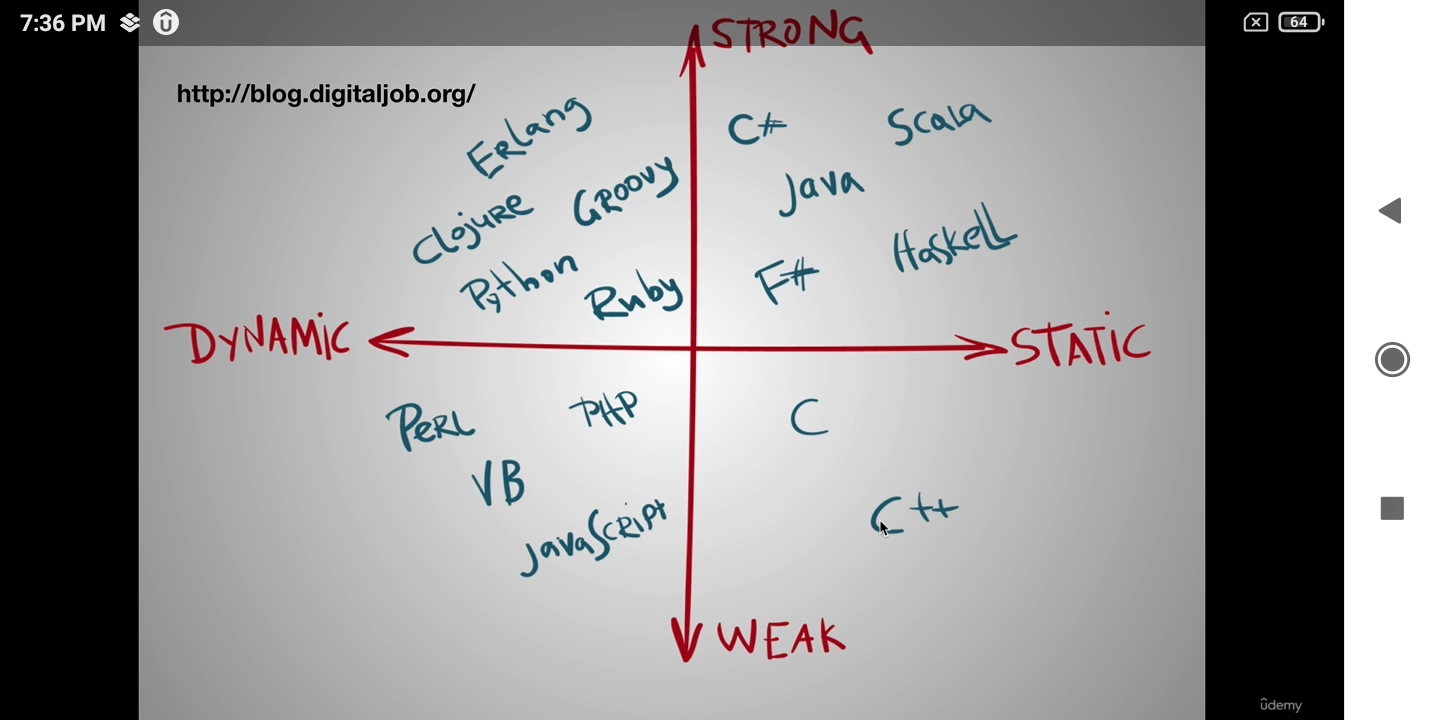 7:36 PM
64
STRONG
http://blog.digitaljob.org/
ERLang
C#
Scala
Clojure
GROOVY
Java
Python
Ruby
F#
Haskell
DYNAMiC
STATiC
PERL
PHP
C
VB
JavaScRipt
C++
WEAK
ûdemy